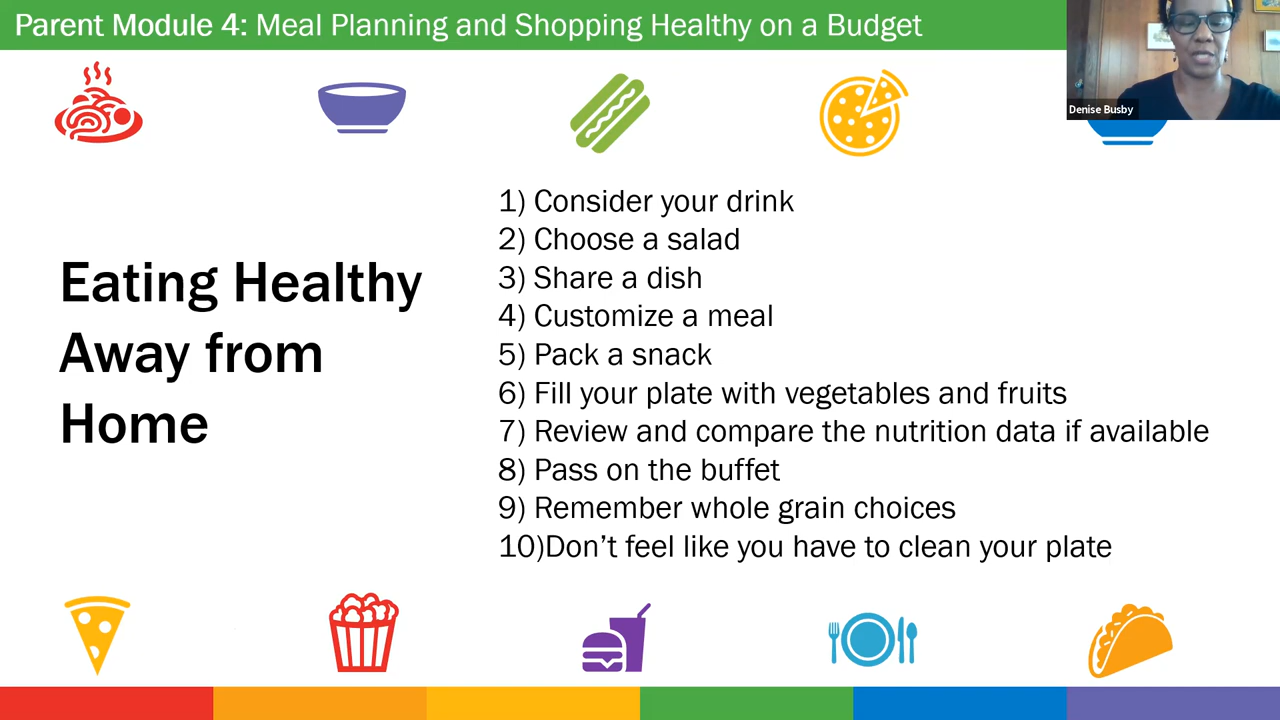 Parent Module 4: Meal Planning and Shopping Healthy on a Budget
Denise Busby
Eating Healthy
Away from
Home
1) Consider your drink
2) Choose a salad
3) Share a dish
4) Customize a meal
5) Pack a snack
6) Fill your plate with vegetables and fruits
7) Review and compare the nutrition data if available
8) Pass on the buffet
9) Remember whole grain choices
10)Don’t feel like you have to clean your plate